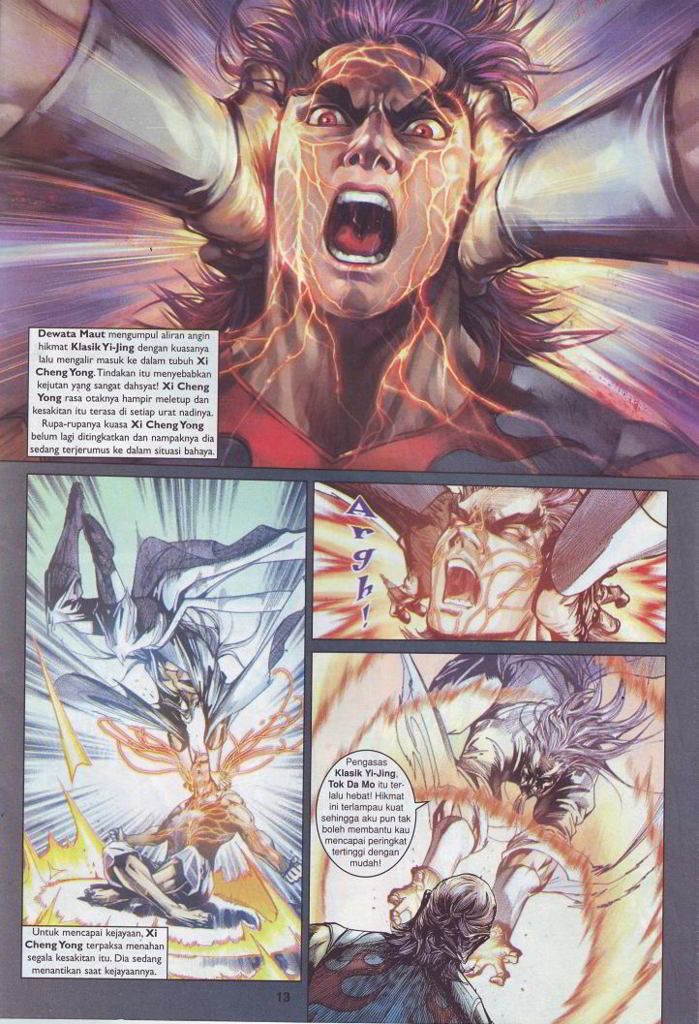 Dewata Maut mengumpul aliran angin
hikmat Klasik Yi-Jing dengan kuasanya
lalu mengalir masuk ke dalam tubuh Xi
Cheng Yong. Tindakan itu menyebabkan
kejutan yang sangat dahsyat! Xi Cheng
Yong rasa otaknya hampir meletup dan
kesakitan itu terasa di setiap urat nadinya.
Rupa-rupanya kuasa Xi Cheng Yong
belum lagi ditingkatkan dan nampaknya dia
sedang terjerumus ke dalam situasi bahaya.
Argh!
Untuk mencapai kejayaan, Xi
Cheng Yong terpaksa menahan
segala kesakitan itu. Dia sedang
menantikan saat kejayaannya.
Pengasas
Klasik Yi-Jing,
Tok Da Mo itu ter-
lalu hebat! Hikmat
ini terlampau kuat
sehingga aku pun tak
boleh membantu kau
mencapai peringkat
tertinggi dengan
mudah!
13